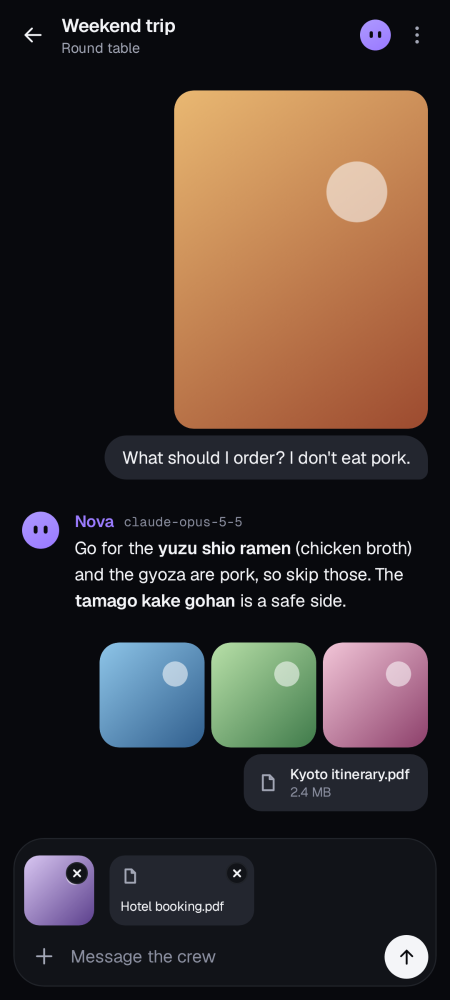 Weekend trip
Round table
What should I order? I don't eat pork.
Nova claude-opus-5-5
Go for the yuzu shio ramen (chicken broth)
and the gyoza are pork, so skip those. The
tamago kake gohan is a safe side.
Kyoto itinerary.pdf
2.4 MB
Hotel booking.pdf
Message the crew